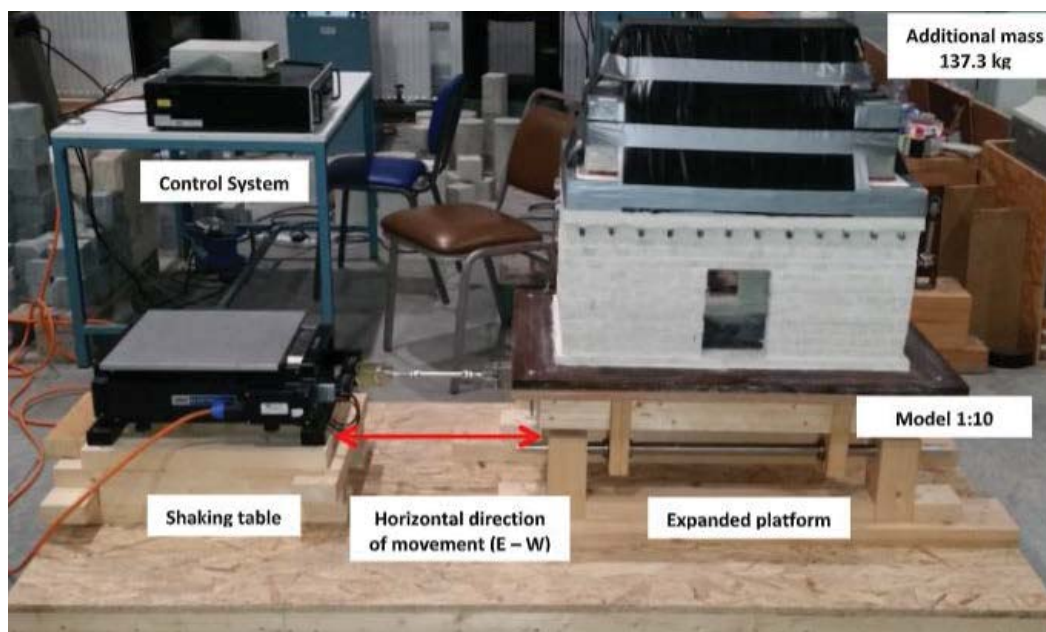 Additional mass
137.3 kg
Control System
Model 1:10
Shaking table
Horizontal direction
of movement (E – W)
Expanded platform